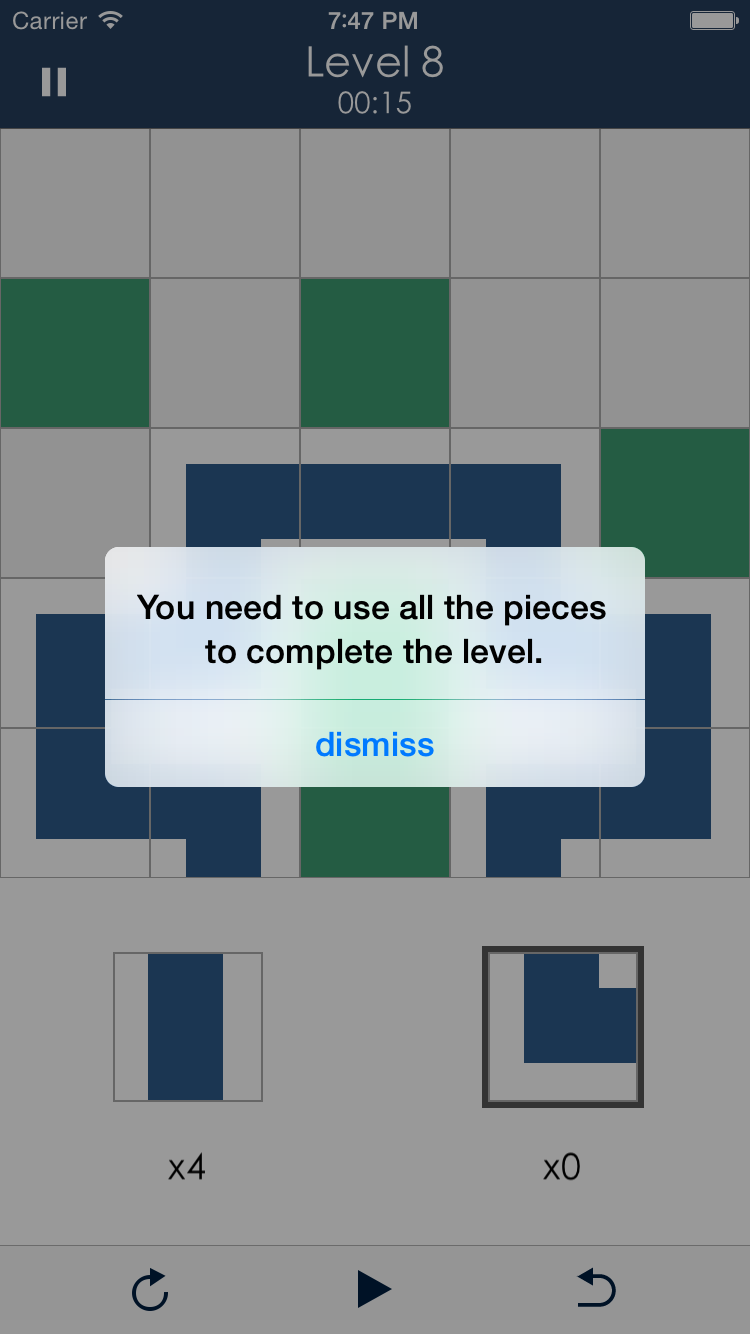 Carrier 7:47 PM
Level 8
00:15
You need to use all the pieces
to complete the level.
dismiss
x4 x0